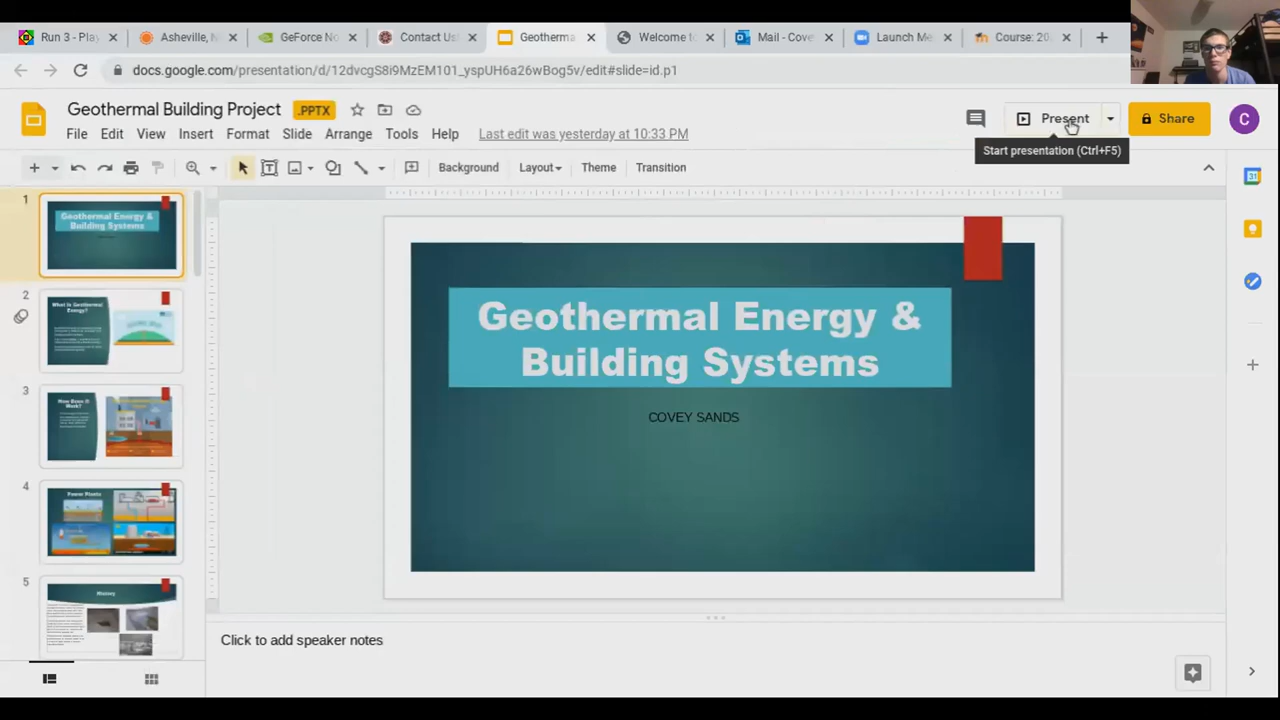 Run 3 - Pla
Asheville, N
GeForce No
Contact Us
Geotherma
Welcome to
Mail - Cove
Launch Me
Course: 20
docs.google.com/presentation/d/12dvcgS8i9MzEM101_yspUH6a26wBog5v/edit#slide=id.p1
Geothermal Building Project .PPTX
File Edit View Insert Format Slide Arrange Tools Help Last edit was yesterday at 10:33 PM
Present
Share
C
Start presentation (Ctrl+F5)
Background Layout Theme Transition
31
1
Geothermal Energy &
Building Systems
2
What Is Geothermal
Energy?
3
How Does It
Work?
4
Power Plants
5
History
Geothermal Energy &
Building Systems
COVEY SANDS
Click to add speaker notes